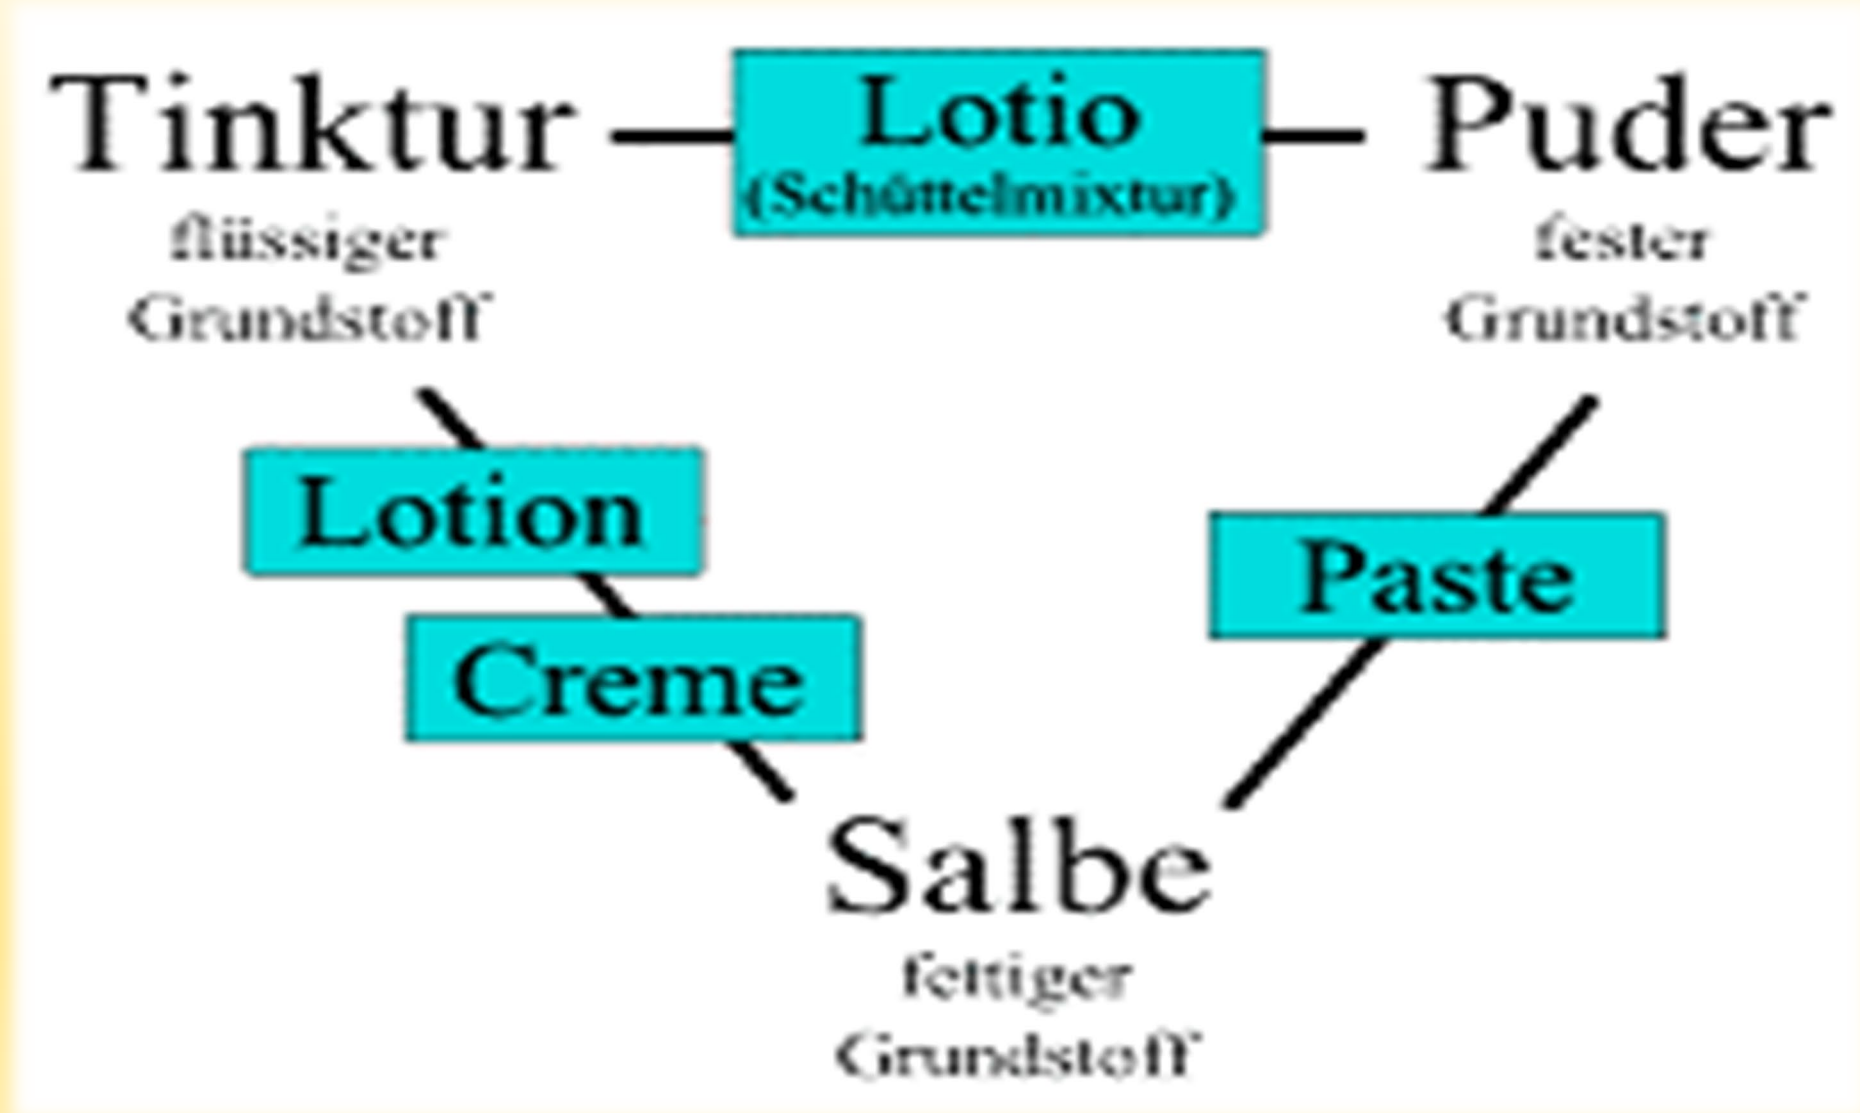 Tinktur
flüssiger
Grundstoff
Lotio
(Schüttelmixtur)
Puder
fester
Grundstoff
Lotion
Creme
Paste
Salbe
fettiger
Grundstoff